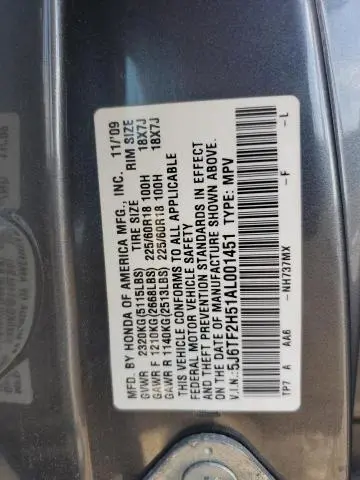 MFD. BY HONDA OF AMERICA MFG., INC. 11/'09
TIRE SIZE RIM SIZE
GVWR 2320KG(5115LBS)
GAWR F 1210KG(2668LBS) 225/60R18 100H 18X7J
GAWR R 1140KG(2513LBS) 225/60R18 100H 18X7J
THIS VEHICLE CONFORMS TO ALL APPLICABLE
FEDERAL MOTOR VEHICLE SAFETY STANDARDS IN EFFECT
AND THEFT PREVENTION
ON THE DATE OF MANUFACTURE SHOWN ABOVE.
V.I.N.: 5J6TF2H51AL001451 TYPE: MPV
TP7 A AA6 -NH737MX -F -L